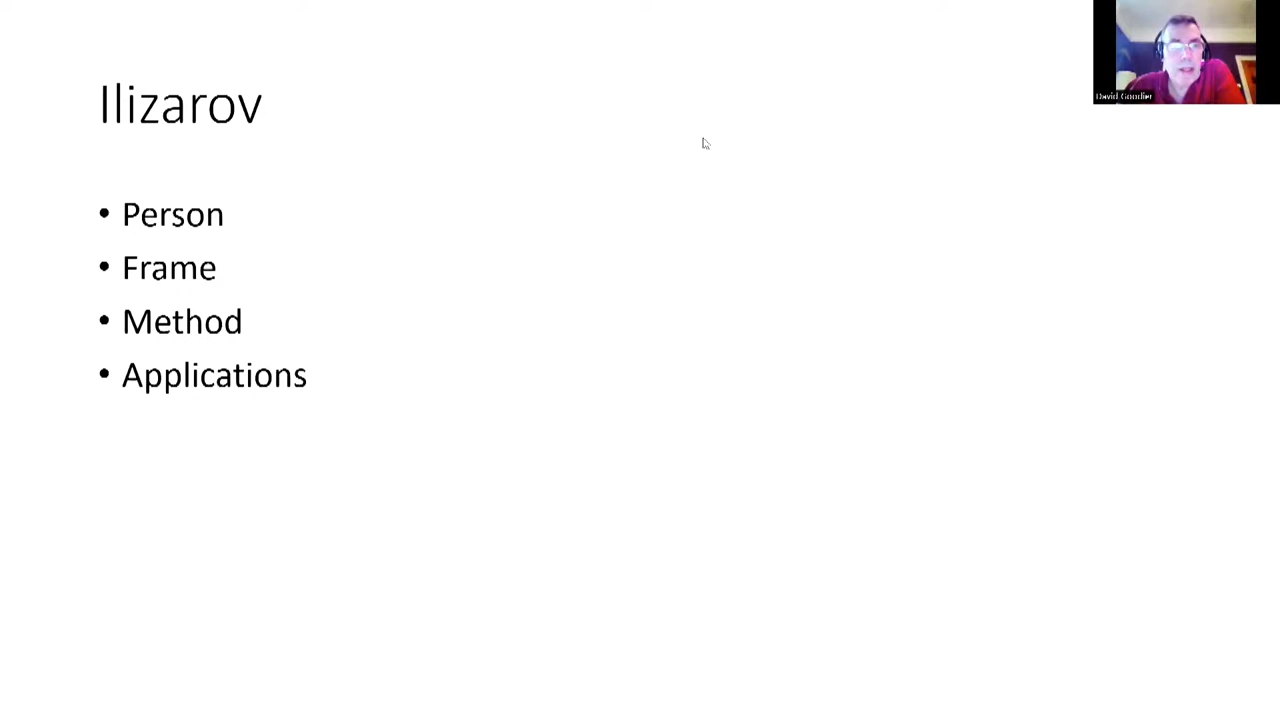 Ilizarov
• Person
• Frame
• Method
• Applications
David Goodier